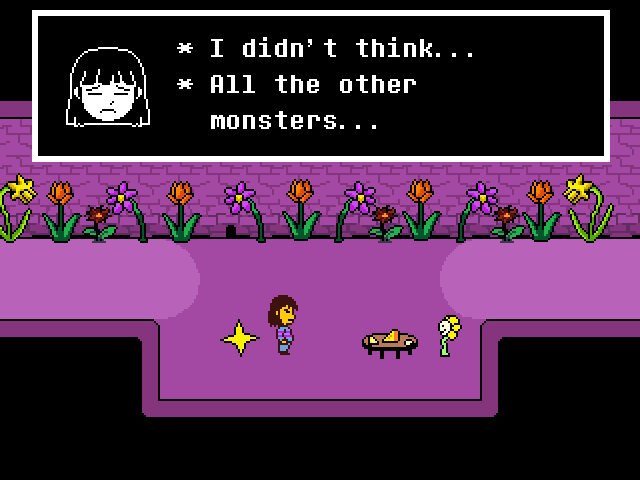 * I didn't think...
* All the other
monsters...